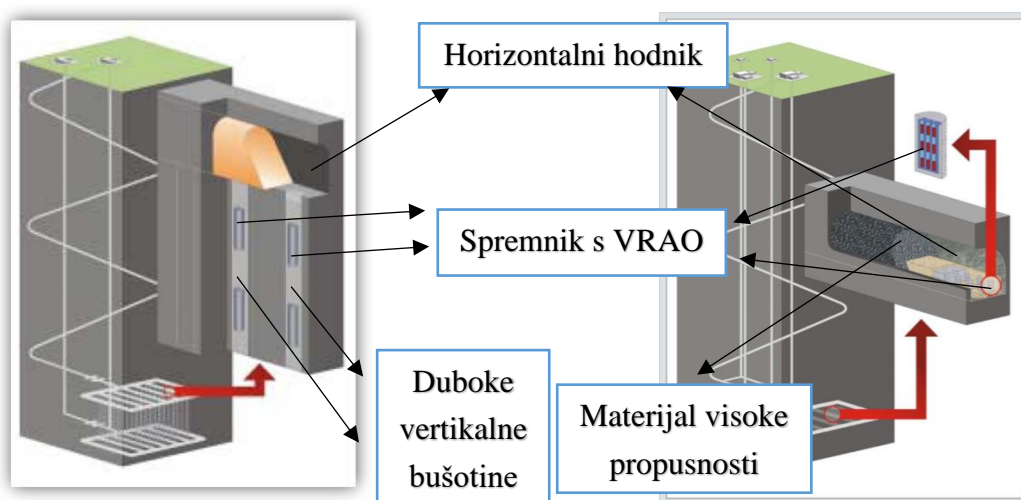 Horizontalni hodnik
Spremnik s VRAO
Duboke
vertikalne
bušotine
Materijal visoke
propusnosti